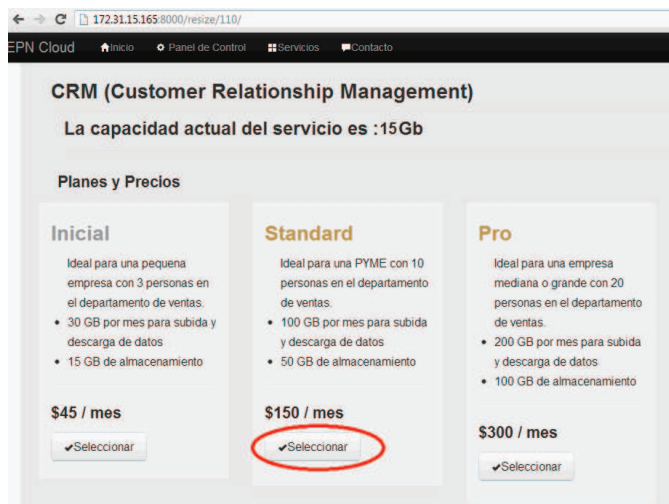 172.31.15.165:8000/resize/110/
EPN Cloud Inicio Panel de Control Servicios Contacto
CRM (Customer Relationship Management)
La capacidad actual del servicio es :15Gb
Planes y Precios
Inicial
Ideal para una pequena
empresa con 3 personas en
el departamento de ventas.
• 30 GB por mes para subida y
descarga de datos
• 15 GB de almacenamiento
$45 / mes
✔Seleccionar
Standard
Ideal para una PYME con 10
personas en el departamento
de ventas.
• 100 GB por mes para subida
y descarga de datos
• 50 GB de almacenamiento
$150 / mes
✔Seleccionar
Pro
Ideal para una empresa
mediana o grande con 20
personas en el departamento
de ventas.
• 200 GB por mes para subida
y descarga de datos
• 100 GB de almacenamiento
$300 / mes
✔Seleccionar